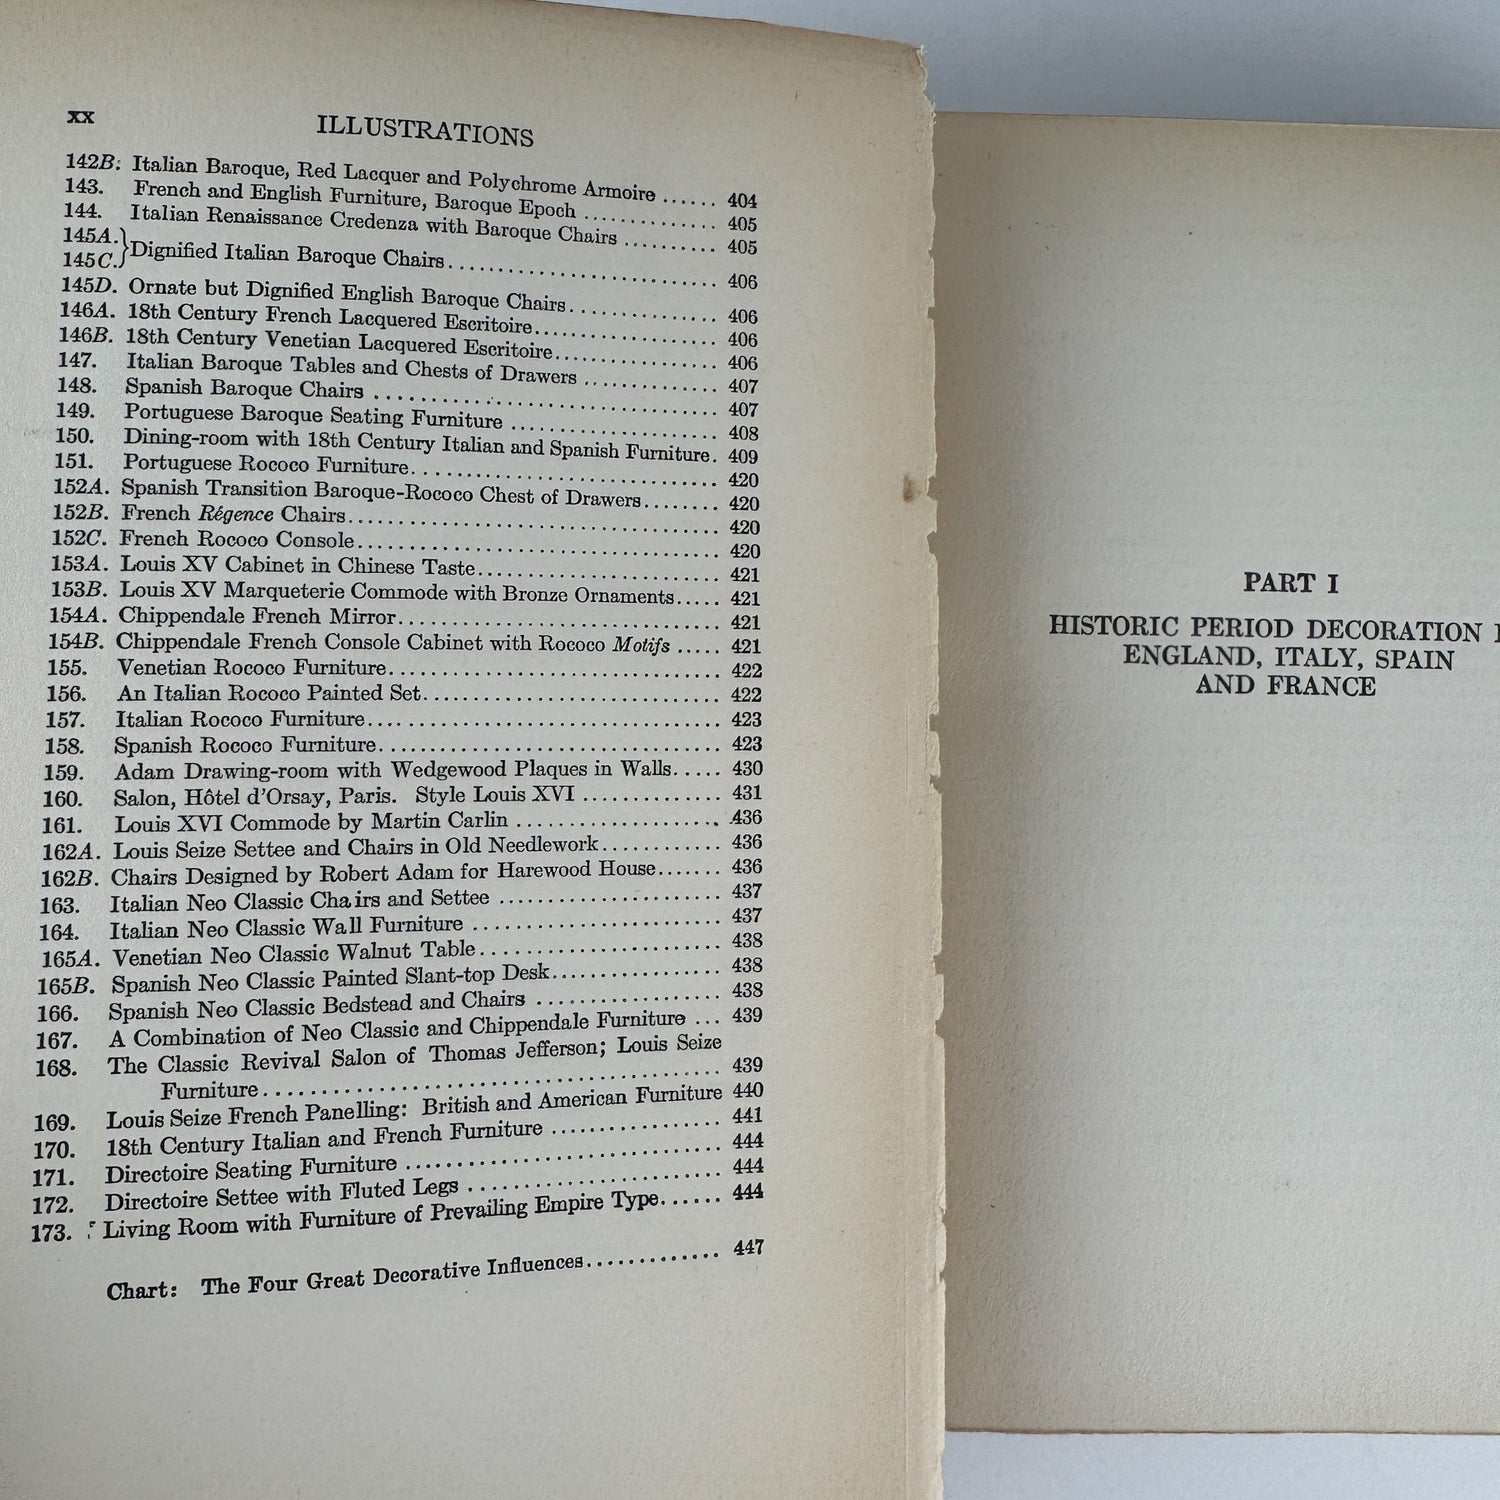 xx ILLUSTRATIONS
142B: Italian Baroque, Red Lacquer and Polychrome Armoire ...... 404
143. French and English Furniture, Baroque Epoch .............. 405
144. Italian Renaissance Credenza with Baroque Chairs .......... 405
145A.
145C.} Dignified Italian Baroque Chairs............................ 406
145D. Ornate but Dignified English Baroque Chairs............... 406
146A. 18th Century French Lacquered Escritoire................... 406
146B. 18th Century Venetian Lacquered Escritoire................. 406
147. Italian Baroque Tables and Chests of Drawers .............. 407
148. Spanish Baroque Chairs .................................... 407
149. Portuguese Baroque Seating Furniture ...................... 408
150. Dining-room with 18th Century Italian and Spanish Furniture. 409
151. Portuguese Rococo Furniture................................ 420
152A. Spanish Transition Baroque-Rococo Chest of Drawers........ 420
152B. French Régence Chairs...................................... 420
152C. French Rococo Console..................................... 420
153A. Louis XV Cabinet in Chinese Taste.......................... 421
153B. Louis XV Marqueterie Commode with Bronze Ornaments..... 421
154A. Chippendale French Mirror.................................. 421
154B. Chippendale French Console Cabinet with Rococo Motifs ..... 421
155. Venetian Rococo Furniture.................................. 422
156. An Italian Rococo Painted Set.............................. 422
157. Italian Rococo Furniture.................................... 423
158. Spanish Rococo Furniture................................... 423
159. Adam Drawing-room with Wedgewood Plaques in Walls..... 430
160. Salon, Hôtel d'Orsay, Paris. Style Louis XVI .............. 431
161. Louis XVI Commode by Martin Carlin ..................... 436
162A. Louis Seize Settee and Chairs in Old Needlework............ 436
162B. Chairs Designed by Robert Adam for Harewood House....... 436
163. Italian Neo Classic Chairs and Settee ...................... 437
164. Italian Neo Classic Wall Furniture ......................... 437
165A. Venetian Neo Classic Walnut Table......................... 438
165B. Spanish Neo Classic Painted Slant-top Desk................. 438
166. Spanish Neo Classic Bedstead and Chairs .................. 438
167. A Combination of Neo Classic and Chippendale Furniture ... 439
168. The Classic Revival Salon of Thomas Jefferson; Louis Seize
Furniture.............................................. 439
169. Louis Seize French Panelling: British and American Furniture 440
170. 18th Century Italian and French Furniture .................. 441
171. Directoire Seating Furniture ................................ 444
172. Directoire Settee with Fluted Legs .......................... 444
173. Living Room with Furniture of Prevailing Empire Type...... 444
Chart: The Four Great Decorative Influences............. 447
PART I
HISTORIC PERIOD DECORATION
ENGLAND, ITALY, SPAIN
AND FRANCE